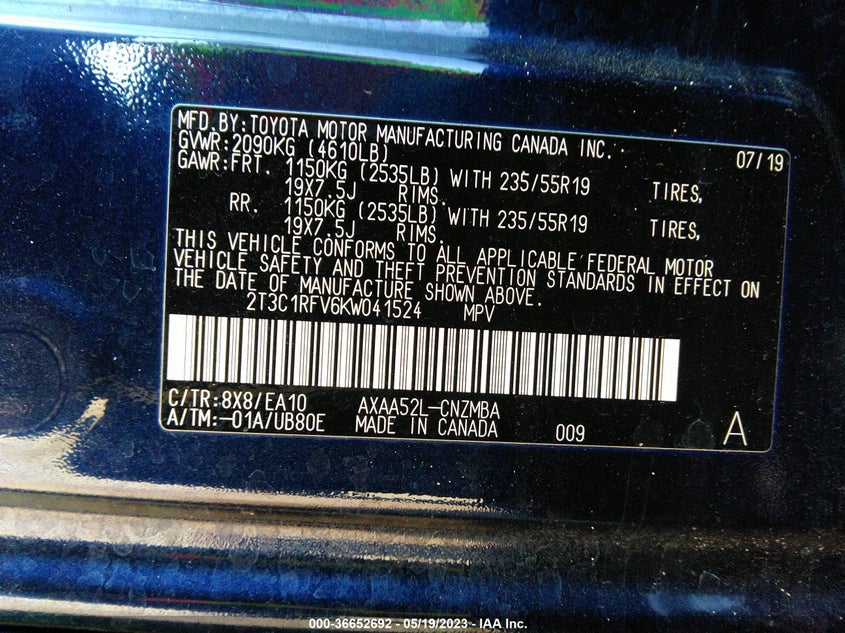 MFD.BY:TOYOTA MOTOR MANUFACTURING CANADA INC. 07/19
GVWR:2090KG (4610LB)
GAWR:FRT. 1150KG (2535LB) WITH 235/55R19 TIRES,
19X7.5J RIMS.
RR. 1150KG (2535LB) WITH 235/55R19 TIRES,
19X7.5J RIMS.
THIS VEHICLE CONFORMS TO ALL APPLICABLE FEDERAL MOTOR
VEHICLE SAFETY AND THEFT PREVENTION STANDARDS IN EFFECT ON
THE DATE OF MANUFACTURE SHOWN ABOVE.
2T3C1RFV6KW041524 MPV
C/TR:8X8/EA10 AXAA52L-CNZMBA
A/TM:-01A/UB80E MADE IN CANADA 009 A
000-36652692 - 05/19/2023 - IAA Inc.